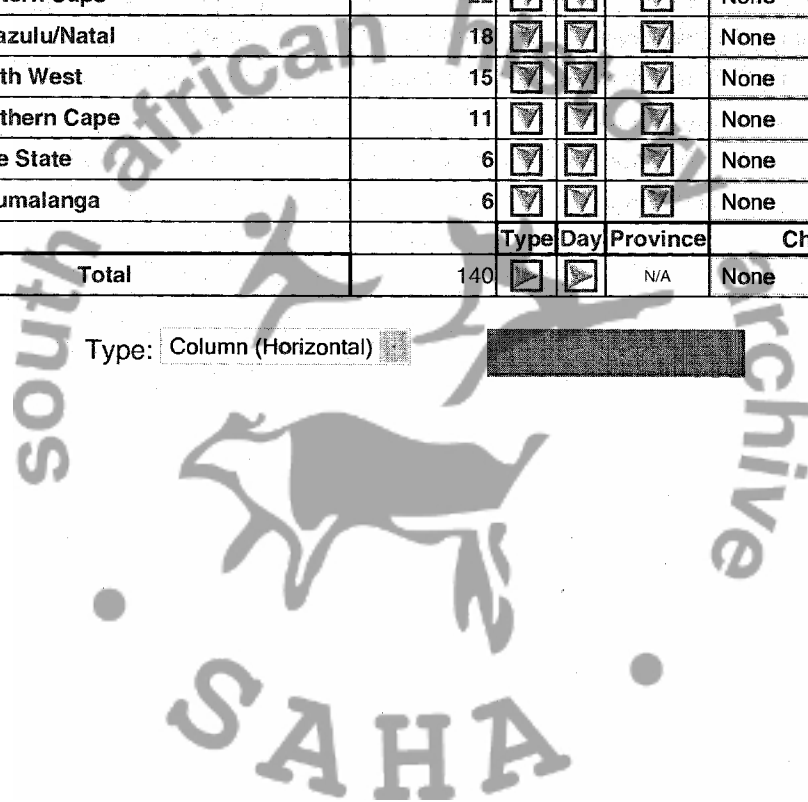 azulu/Natal 18 None
th West 15 None
thern Cape 11 None
e State 6 None
umalanga 6 None
Type Day Province Ch
Total 140 N/A None
Type: Column (Horizontal)
south african history archive
SAHA